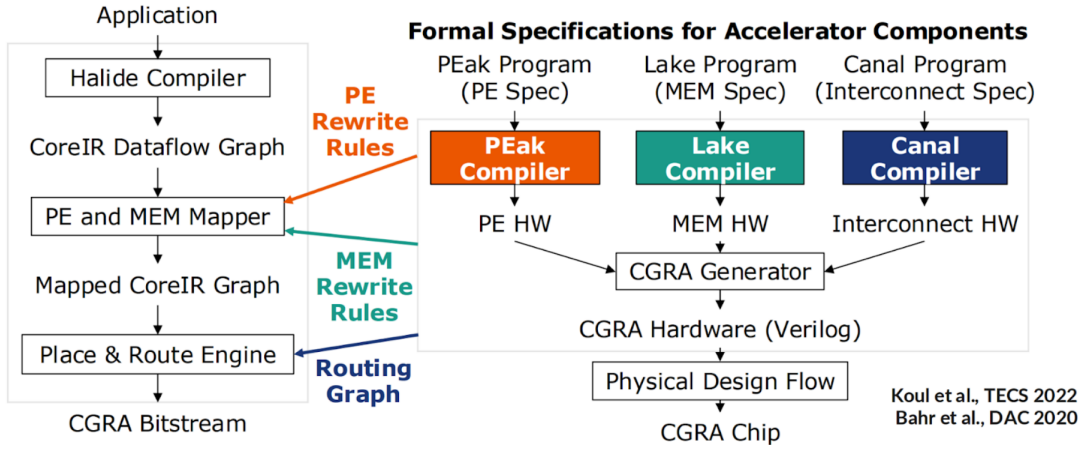 Application
Halide Compiler
CoreIR Dataflow Graph
PE and MEM Mapper
Mapped CoreIR Graph
Place & Route Engine
CGRA Bitstream
PE
Rewrite
Rules
MEM
Rewrite
Rules
Routing
Graph
Formal Specifications for Accelerator Components
PEak Program
(PE Spec)
Lake Program
(MEM Spec)
Canal Program
(Interconnect Spec)
PEak
Compiler
Lake
Compiler
Canal
Compiler
PE HW
MEM HW
Interconnect HW
CGRA Generator
CGRA Hardware (Verilog)
Physical Design Flow
CGRA Chip
Koul et al., TECS 2022
Bahr et al., DAC 2020